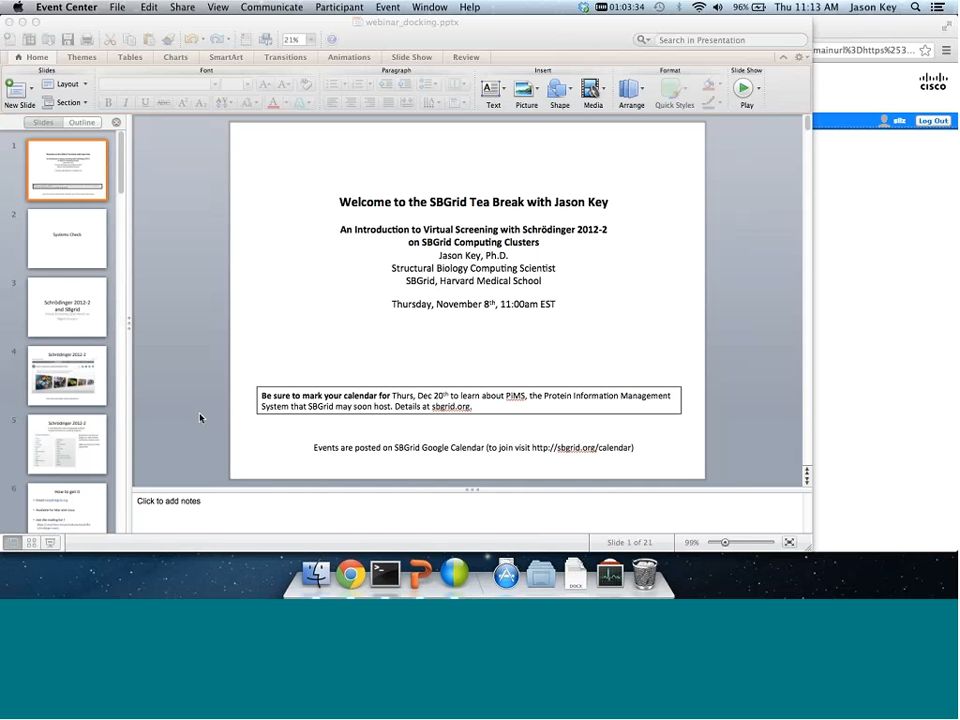 Event Center File Edit Share View Communicate Participant Event Window Help 01:03:34 96% Thu 11:13 AM Jason Key
webinar_docking.pptx
21% Search in Presentation
Home Themes Tables Charts SmartArt Transitions Animations Slide Show Review
Slides Font Paragraph Insert Format Slide Show
New Slide Layout Section
Text Picture Shape Media Arrange Quick Styles Play
cisco
Log Out
Slides Outline
1
2
Systems Check
3
Schrödinger 2012-2
and SBgrid
4
Schrödinger 2012-2
5
Schrödinger 2012-2
6
How to get it
Welcome to the SBGrid Tea Break with Jason Key
An Introduction to Virtual Screening with Schrödinger 2012-2
on SBGrid Computing Clusters
Jason Key, Ph.D.
Structural Biology Computing Scientist
SBGrid, Harvard Medical School
Thursday, November 8th, 11:00am EST
Be sure to mark your calendar for Thurs, Dec 20th to learn about PiMS, the Protein Information Management
System that SBGrid may soon host. Details at sbgrid.org.
Events are posted on SBGrid Google Calendar (to join visit http://sbgrid.org/calendar)
Click to add notes
Slide 1 of 21 99%
DOCX